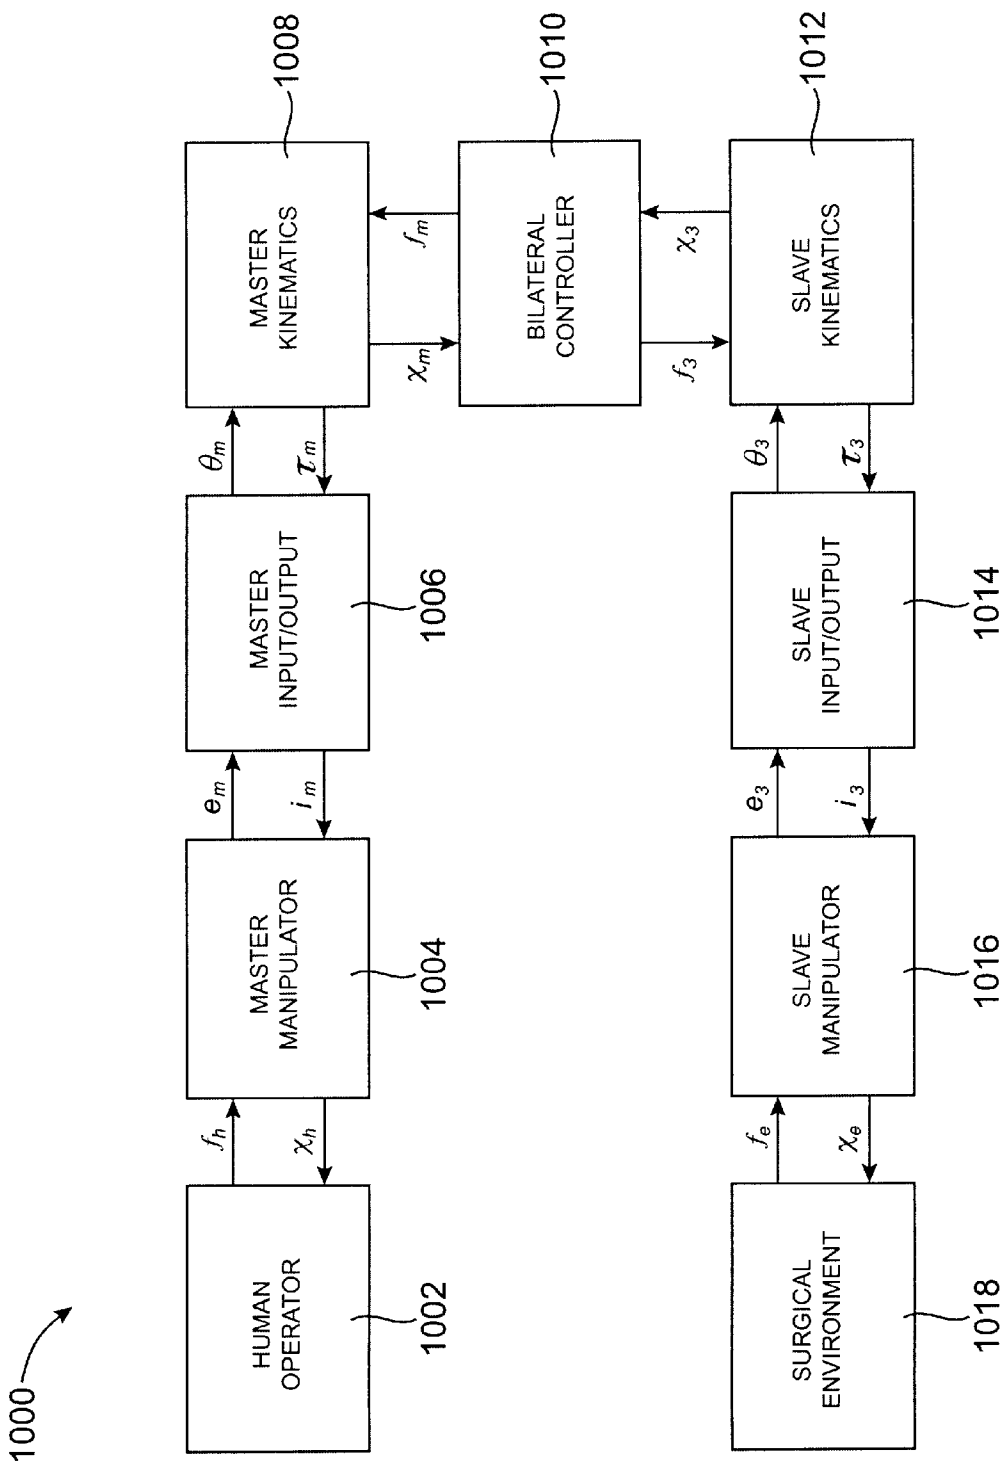 1000
HUMAN
OPERATOR
1002
f_h
χ_h
MASTER
MANIPULATOR
1004
e_m
i_m
MASTER
INPUT/OUTPUT
1006
θ_m
τ_m
MASTER
KINEMATICS
1008
f_m
χ_m
BILATERAL
CONTROLLER
1010
χ_3
f_3
SLAVE
KINEMATICS
1012
θ_3
τ_3
SLAVE
INPUT/OUTPUT
1014
e_3
i_3
SLAVE
MANIPULATOR
1016
f_e
χ_e
SURGICAL
ENVIRONMENT
1018